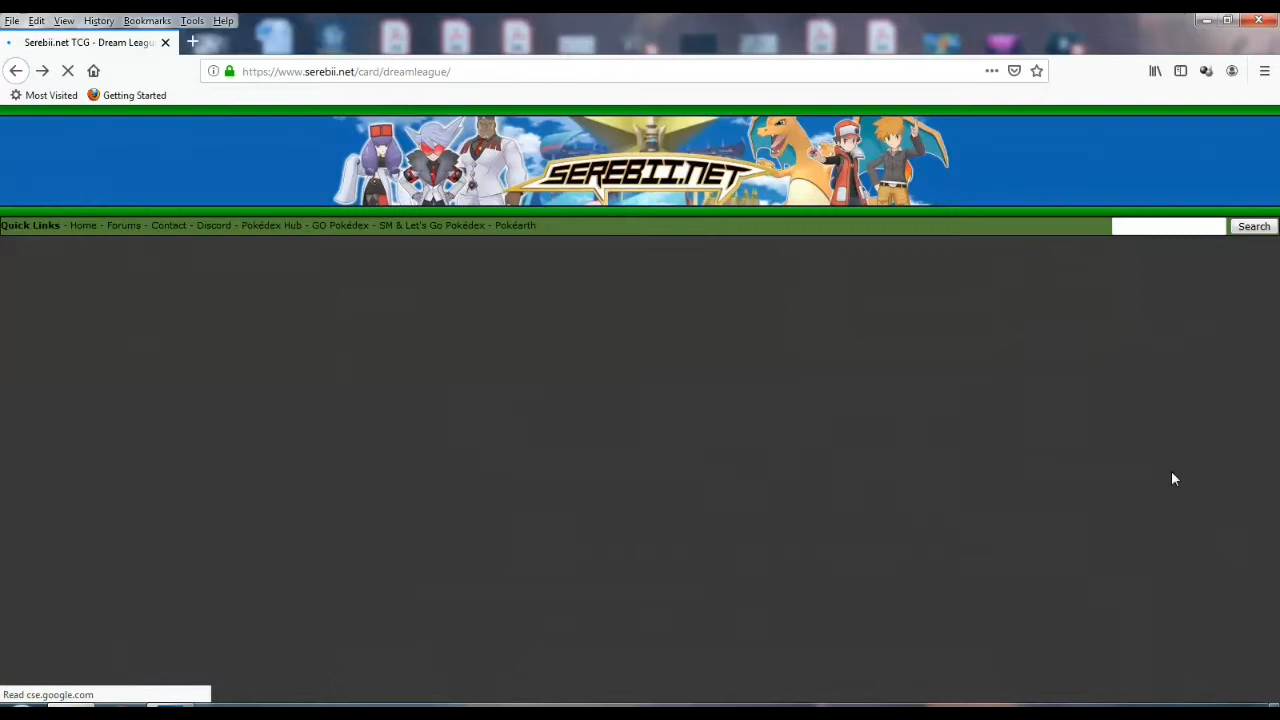 File Edit View History Bookmarks Tools Help
Serebii.net TCG - Dream Leagu
https://www.serebii.net/card/dreamleague/
Most Visited Getting Started
SEREBII.NET
Quick Links - Home - Forums - Contact - Discord - Pokédex Hub - GO Pokédex - SM & Let's Go Pokédex - Pokéarth Search
Read cse.google.com